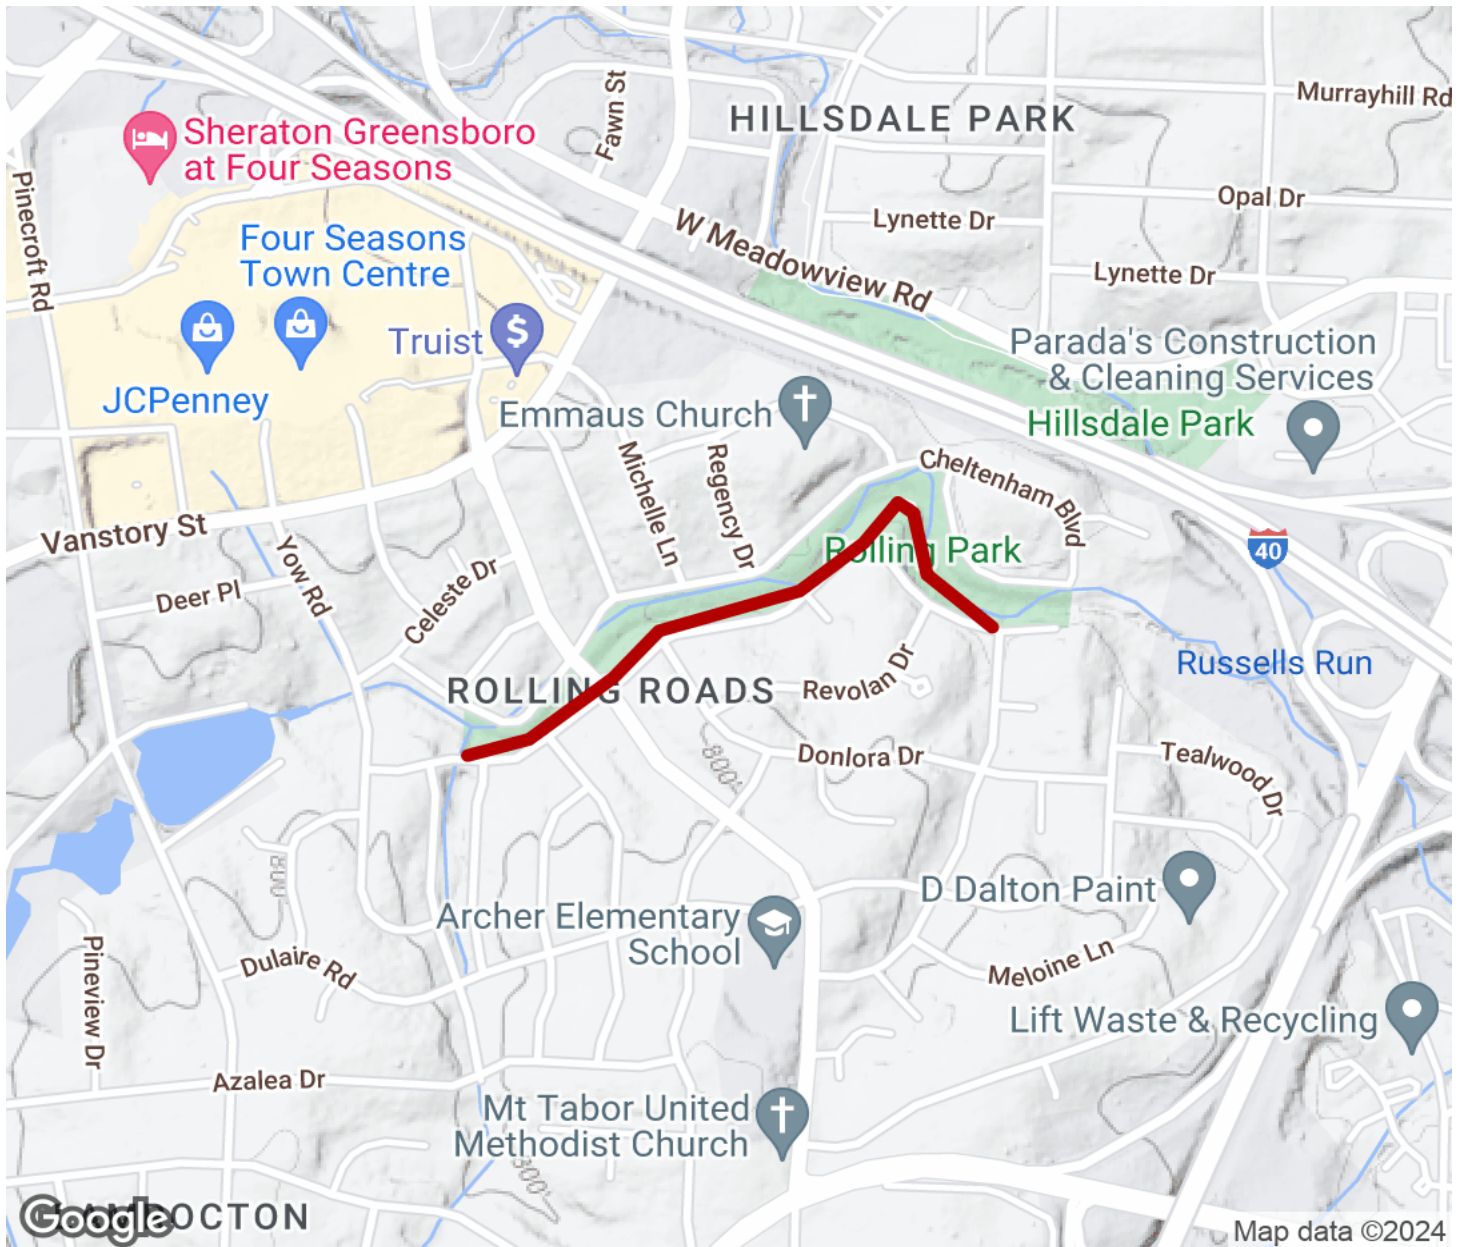 Murrayhill Rd
HILLSDALE PARK
Fawn St
Sheraton Greensboro
at Four Seasons
Pinecroft Rd
Opal Dr
Lynette Dr
W Meadowview Rd
Four Seasons
Town Centre
Lynette Dr
Truist
JCPenney
Parada's Construction
& Cleaning Services
Emmaus Church
Hillsdale Park
Michelle Ln
Regency Dr
Cheltenham Blvd
Vanstory St
Yow Rd
Rolling Park
40
Deer Pl
Celeste Dr
Russells Run
ROLLING ROADS
Revolan Dr
800'
Donlora Dr
Tealwood Dr
800
D Dalton Paint
Archer Elementary
School
Pineview Dr
Dulaire Rd
Meloine Ln
Lift Waste & Recycling
Azalea Dr
Mt Tabor United
Methodist Church
800'
Google
OCTON
Map data ©2024